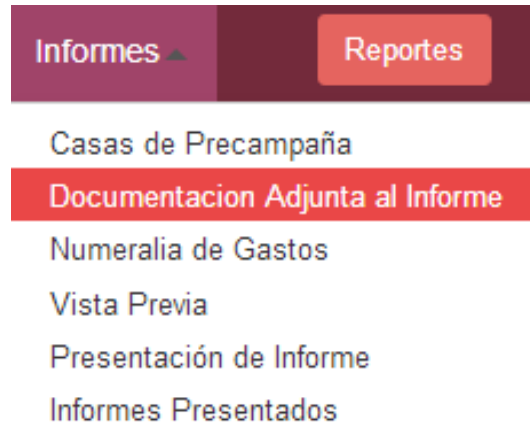 Informes
Reportes
Casas de Precampaña
Documentacion Adjunta al Informe
Numeralia de Gastos
Vista Previa
Presentación de Informe
Informes Presentados